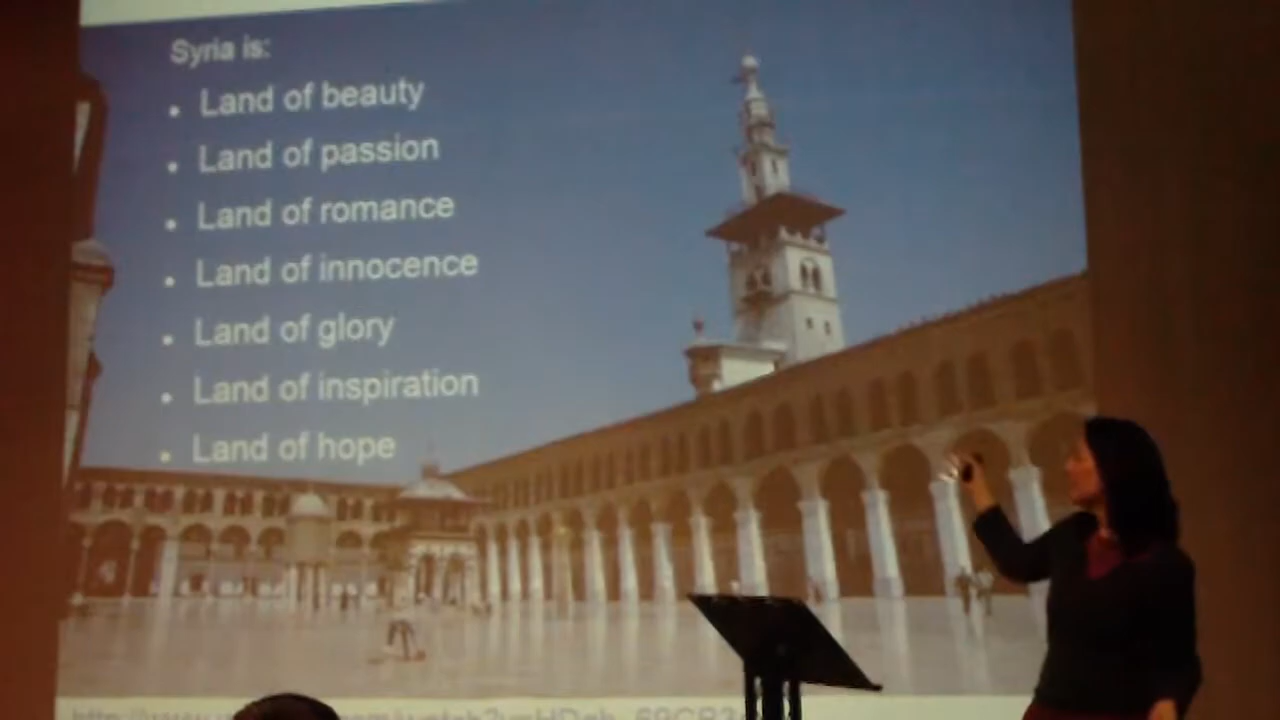 Syria is:
• Land of beauty
• Land of passion
• Land of romance
• Land of innocence
• Land of glory
• Land of inspiration
• Land of hope